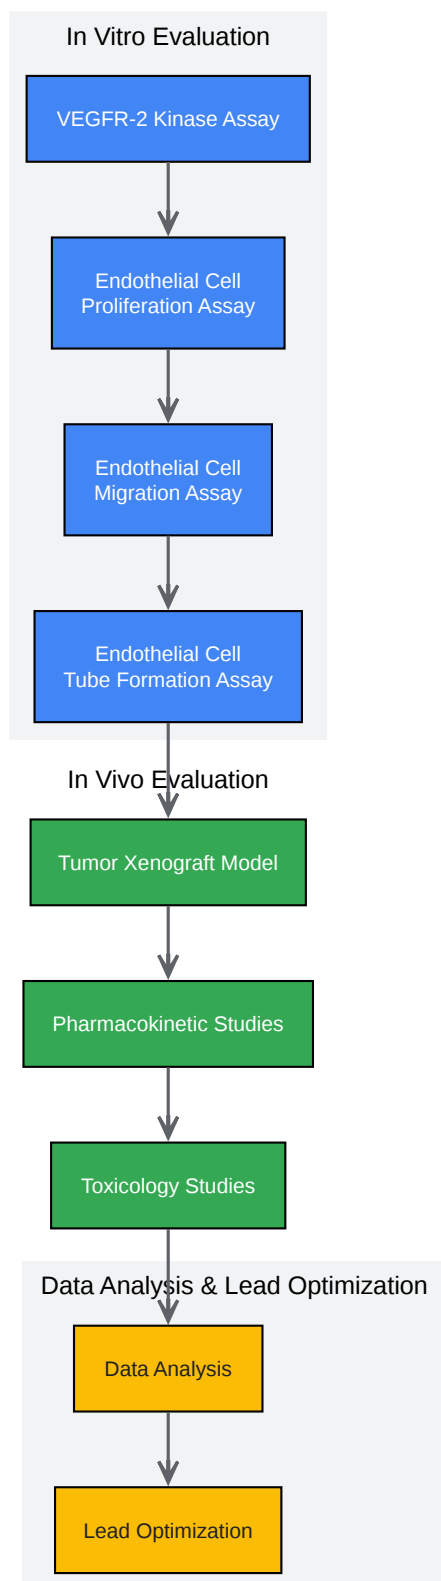 In Vitro Evaluation
VEGFR-2 Kinase Assay
Endothelial Cell
Proliferation Assay
Endothelial Cell
Migration Assay
Endothelial Cell
Tube Formation Assay
In Vivo Evaluation
Tumor Xenograft Model
Pharmacokinetic Studies
Toxicology Studies
Data Analysis & Lead Optimization
Data Analysis
Lead Optimization